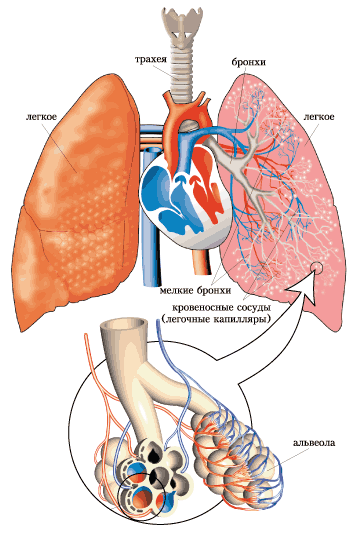 трахея
бронхи
легкое
легкое
мелкие бронхи
кровеносные сосуды
(легочные капилляры)
альвеола